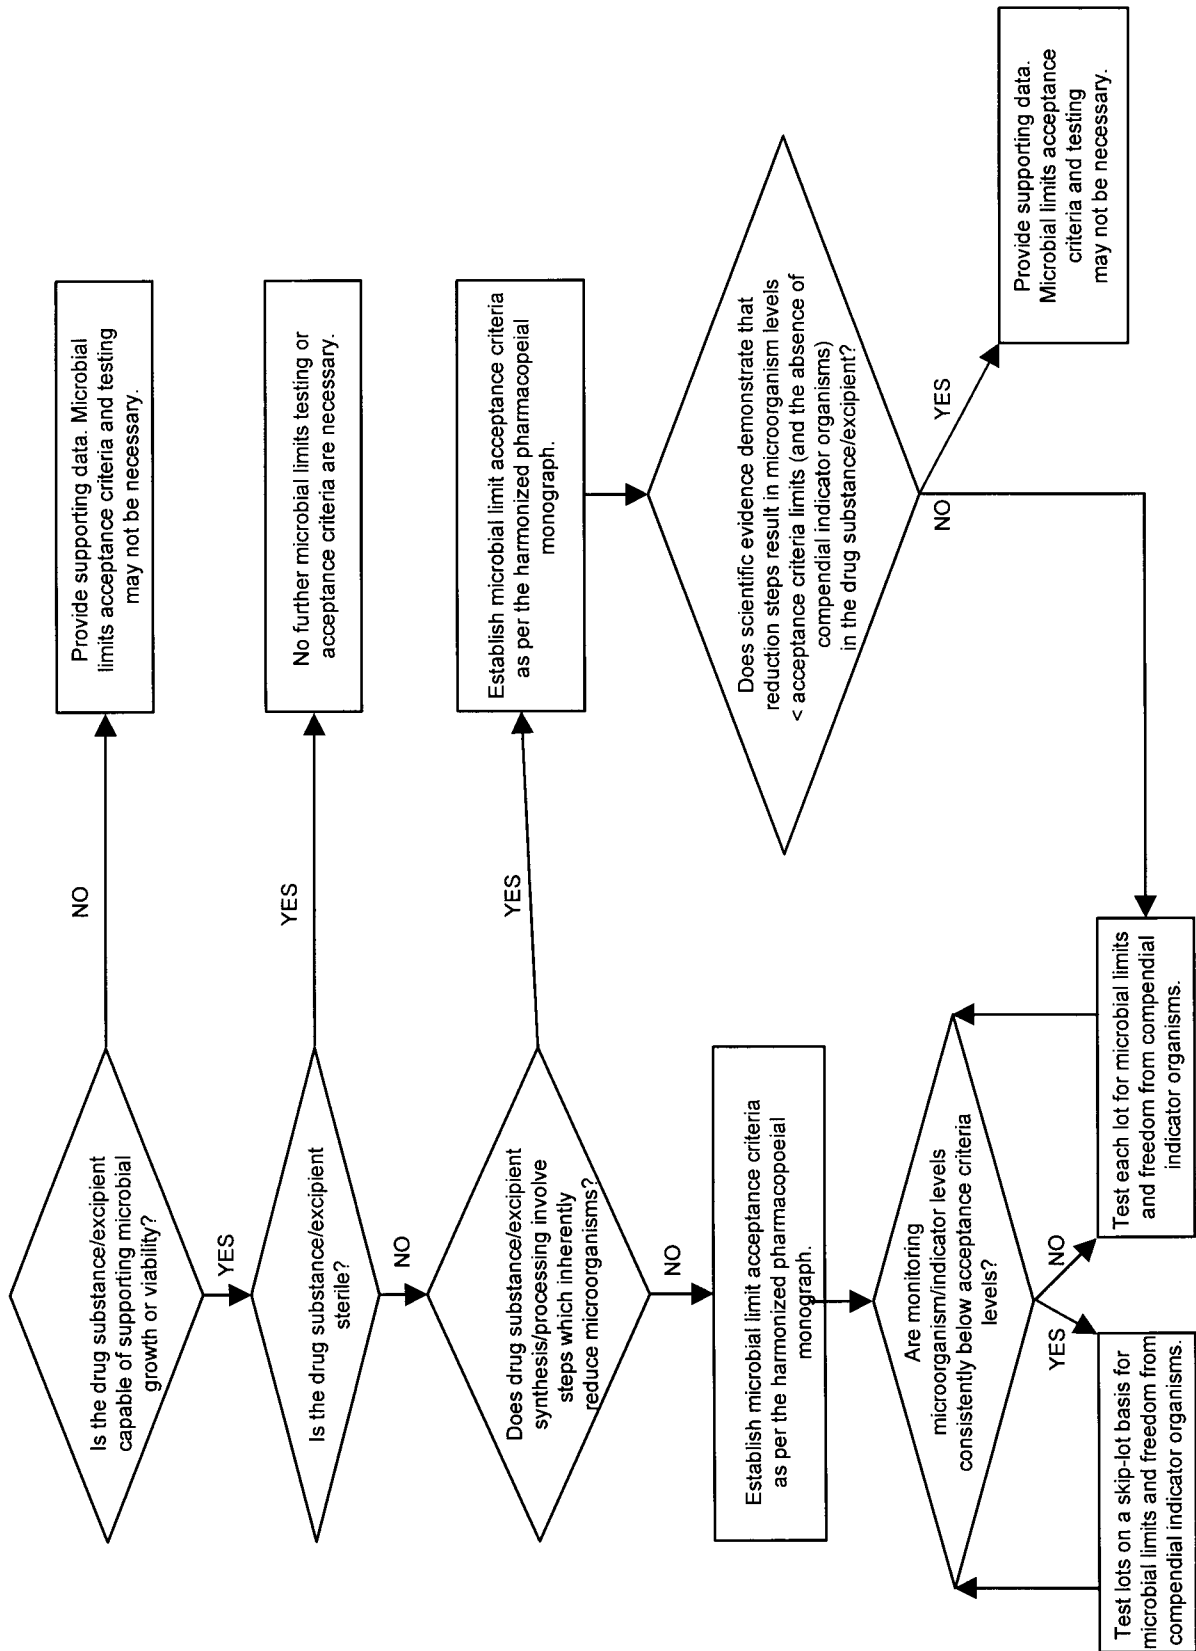 Is the drug substance/excipient
capable of supporting microbial
growth or viability?
NO
Provide supporting data. Microbial
limits acceptance criteria and testing
may not be necessary.
YES
Is the drug substance/excipient
sterile?
YES
No further microbial limits testing or
acceptance criteria are necessary.
NO
Does drug substance/excipient
synthesis/processing involve
steps which inherently
reduce microorganisms?
YES
Establish microbial limit acceptance criteria
as per the harmonized pharmacopeial
monograph.
NO
Establish microbial limit acceptance criteria
as per the harmonized pharmacopoeial
monograph.
Does scientific evidence demonstrate that
reduction steps result in microorganism levels
< acceptance criteria limits (and the absence of
compendial indicator organisms)
in the drug substance/excipient?
YES
Provide supporting data.
Microbial limits acceptance
criteria and testing
may not be necessary.
NO
Are monitoring
microorganism/indicator levels
consistently below acceptance criteria
levels?
YES
NO
Test lots on a skip-lot basis for
microbial limits and freedom from
compendial indicator organisms.
Test each lot for microbial limits
and freedom from compendial
indicator organisms.